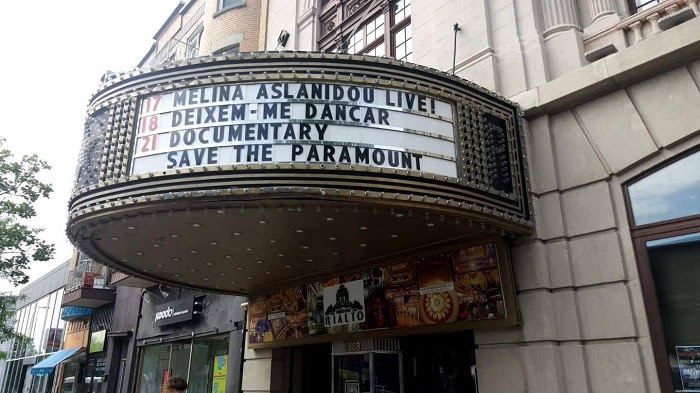 17 MELINA ASLANIDOU LIVE!
18 DEIXEM-ME DANCAR
21 DOCUMENTARY
SAVE THE PARAMOUNT
RIALTO